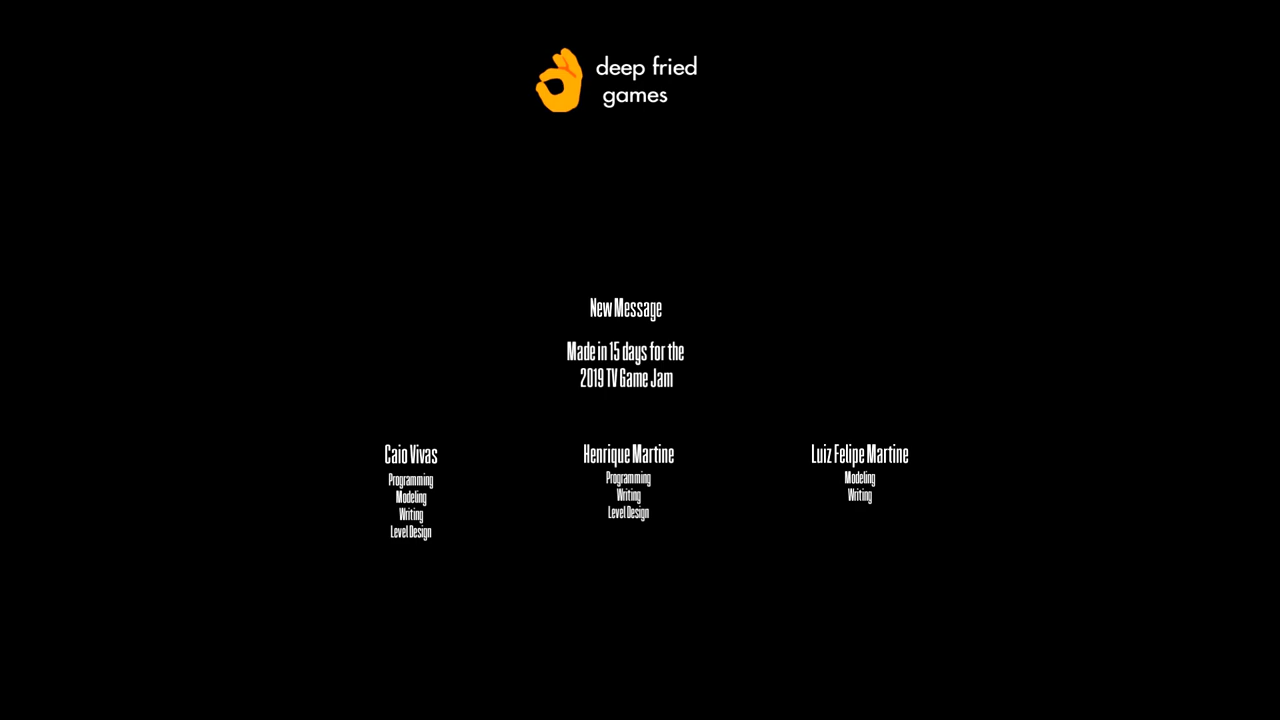 deep fried
games
New Message
Made in 15 days for the
2019 TV Game Jam
Caio Vivas
Programming
Modeling
Writing
Level Design
Henrique Martine
Programming
Writing
Level Design
Luiz Felipe Martine
Modeling
Writing